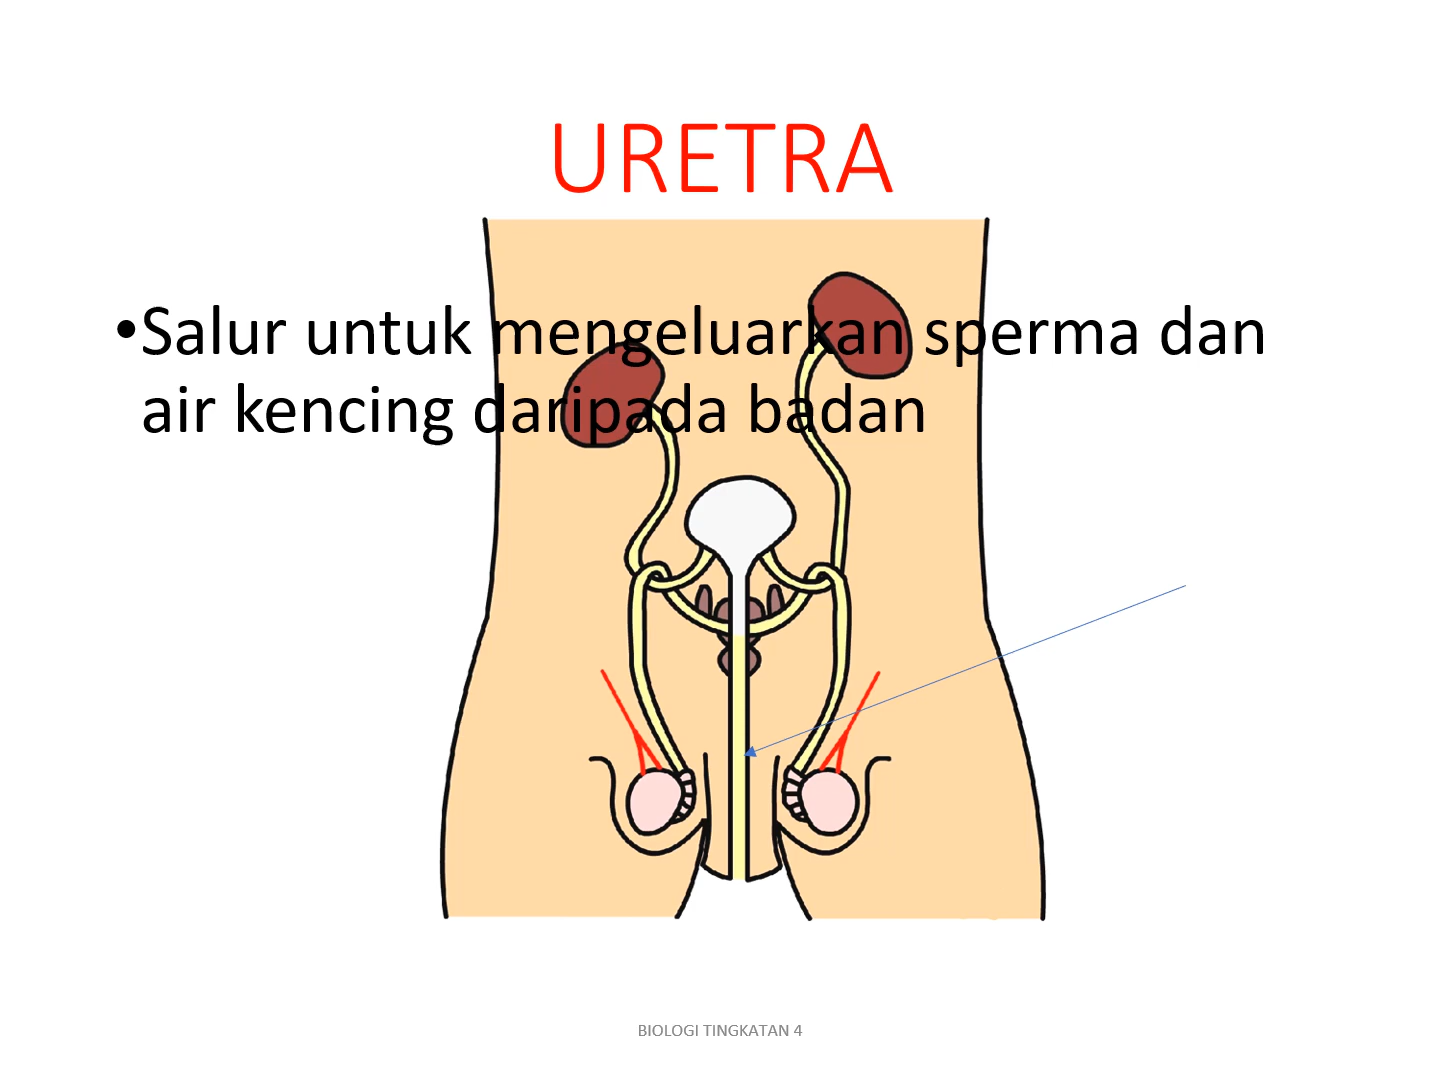 URETRA
•Salur untuk mengeluarkan sperma dan
air kencing daripada badan
BIOLOGI TINGKATAN 4